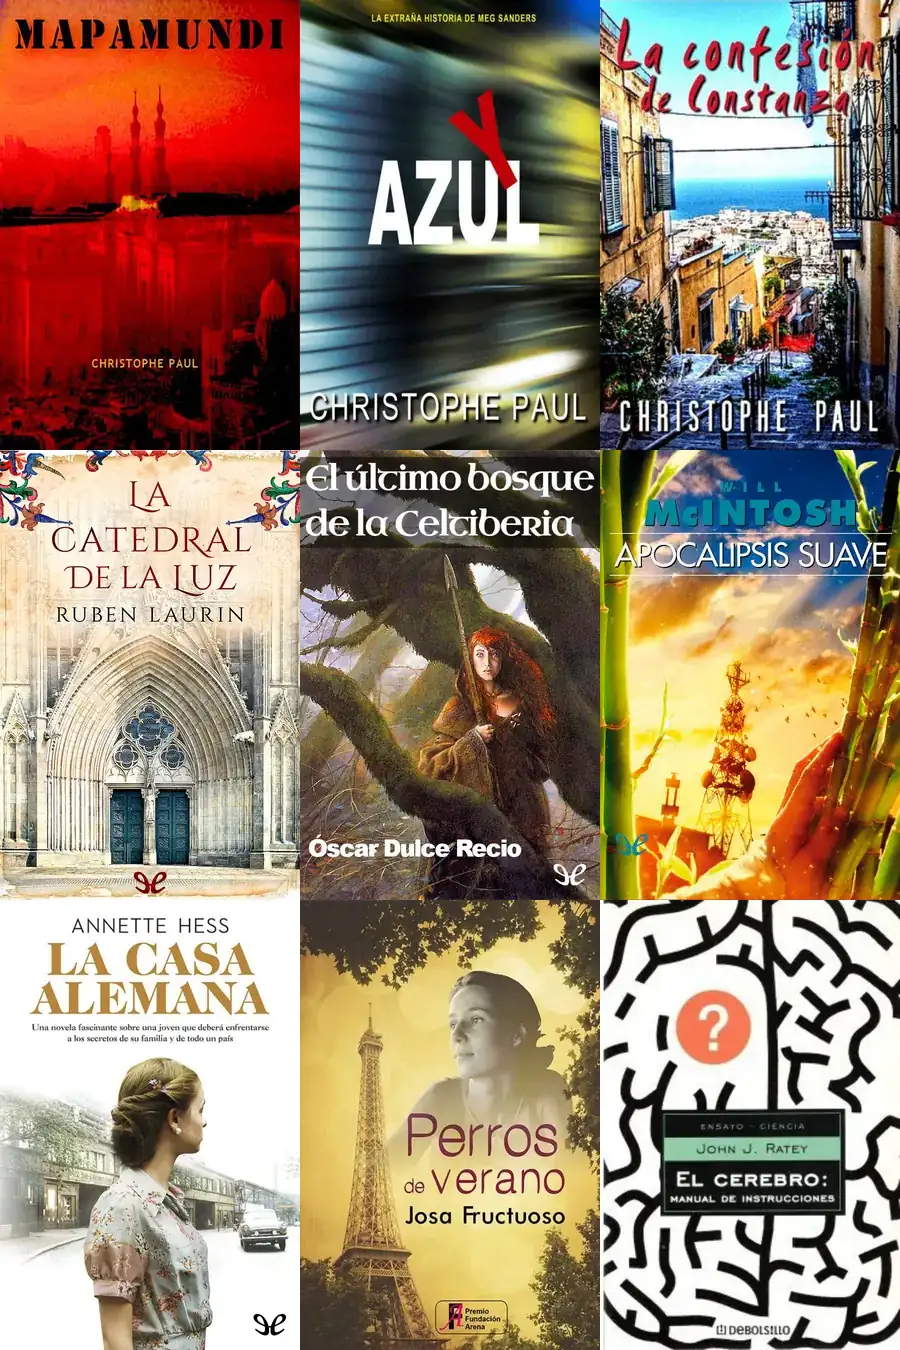 MAPAMUNDI
CHRISTOPHE PAUL
LA EXTRAÑA HISTORIA DE MEG SANDERS
Y
AZUL
CHRISTOPHE PAUL
La confesión
de Constanza
CHRISTOPHE PAUL
LA
CATEDRAL
DE LA LUZ
RUBEN LAURIN
El último bosque
de la Celtiberia
Óscar Dulce Recio
WILL
McINTOSH
APOCALIPSIS SUAVE
ANNETTE HESS
LA CASA
ALEMANA
Una novela fascinante sobre una joven que deberá enfrentarse
a los secretos de su familia y de todo un país
Perros
de verano
Josa Fructuoso
Premio
Fundación
Arena
?
ENSAYO - CIENCIA
JOHN J. RATEY
EL CEREBRO:
MANUAL DE INSTRUCCIONES
DEBOLSILLO